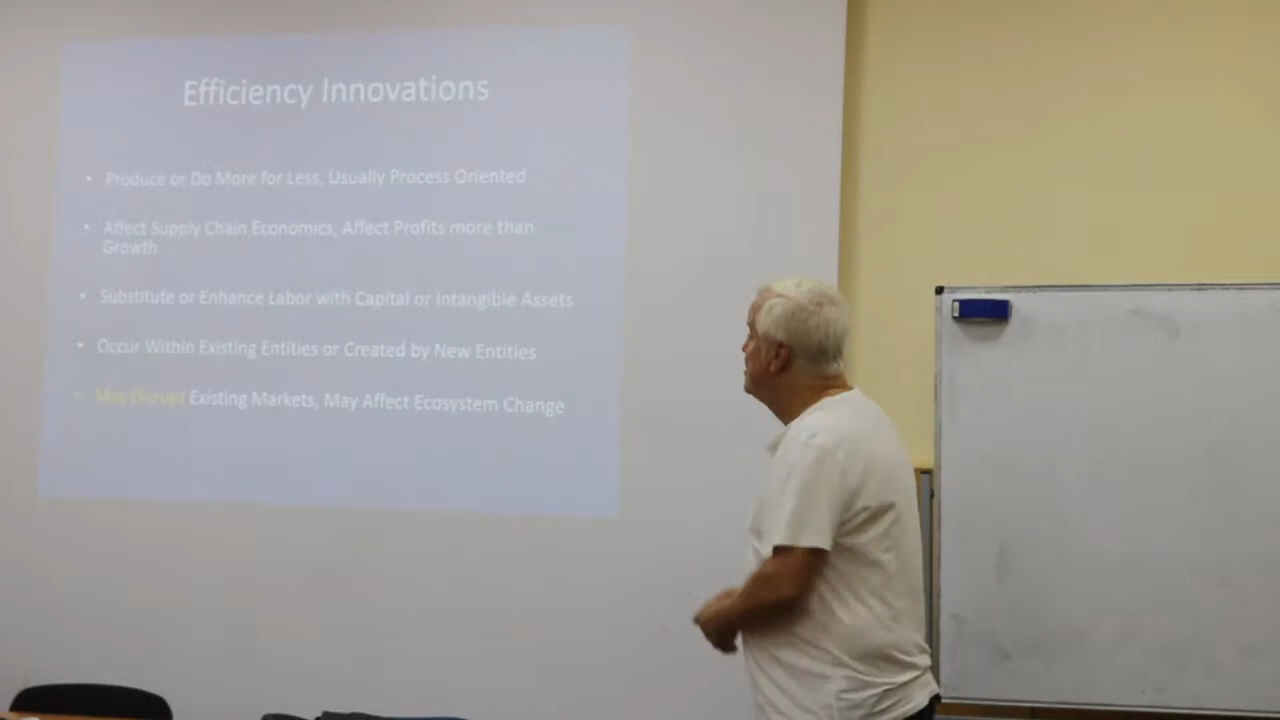 Efficiency Innovations
• Produce or Do More for Less, Usually Process Oriented
• Affect Supply Chain Economics, Affect Profits more than
Growth
• Substitute or Enhance Labor with Capital or Intangible Assets
• Occur Within Existing Entities or Created by New Entities
• May Disrupt Existing Markets, May Affect Ecosystem Change